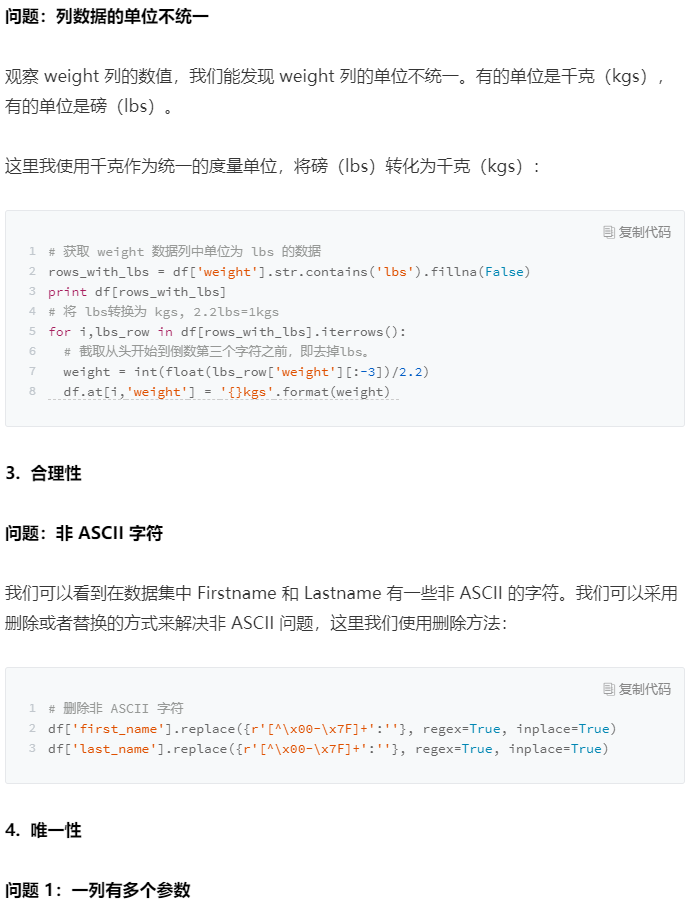 问题：列数据的单位不统一
观察 weight 列的数值，我们能发现 weight 列的单位不统一。有的单位是千克（kgs），
有的单位是磅（lbs）。
这里我使用千克作为统一的度量单位，将磅（lbs）转化为千克（kgs）：
复制代码
1 # 获取 weight 数据列中单位为 lbs 的数据
2 rows_with_lbs = df['weight'].str.contains('lbs').fillna(False)
3 print df[rows_with_lbs]
4 # 将 lbs转换为 kgs, 2.2lbs=1kgs
5 for i,lbs_row in df[rows_with_lbs].iterrows():
6   # 截取从头开始到倒数第三个字符之前，即去掉lbs。
7   weight = int(float(lbs_row['weight'][:-3])/2.2)
8   df.at[i,'weight'] = '{}kgs'.format(weight)
3. 合理性
问题：非 ASCII 字符
我们可以看到在数据集中 Firstname 和 Lastname 有一些非 ASCII 的字符。我们可以采用
删除或者替换的方式来解决非 ASCII 问题，这里我们使用删除方法：
复制代码
1 # 删除非 ASCII 字符
2 df['first_name'].replace({r'[^\x00-\x7F]+':''}, regex=True, inplace=True)
3 df['last_name'].replace({r'[^\x00-\x7F]+':''}, regex=True, inplace=True)
4. 唯一性
问题 1：一列有多个参数